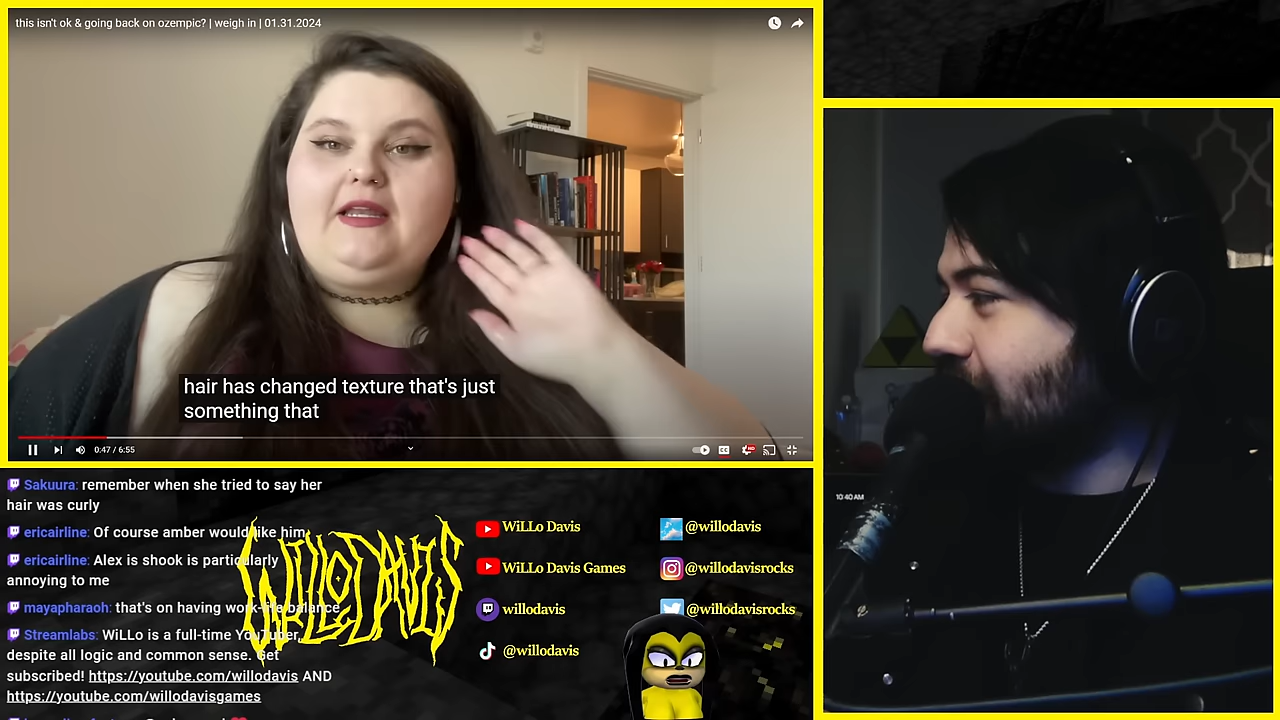 this isn't ok & going back on ozempic? | weigh in | 01.31.2024
hair has changed texture that's just
something that
0:47 / 6:55
CC
HD
10:40 AM
Sakuura: remember when she tried to say her
hair was curly
ericairline: Of course amber would like him
ericairline: Alex is shook is particularly
annoying to me
mayapharaoh: that's on having work-life balance
Streamlabs: WiLLo is a full-time YouTuber,
despite all logic and common sense. Get
subscribed! https://youtube.com/willodavis AND
https://youtube.com/willodavisgames
WILLO DAVIS
WiLLo Davis
WiLLo Davis Games
willodavis
@willodavis
@willodavis
@willodavisrocks
@willodavisrocks